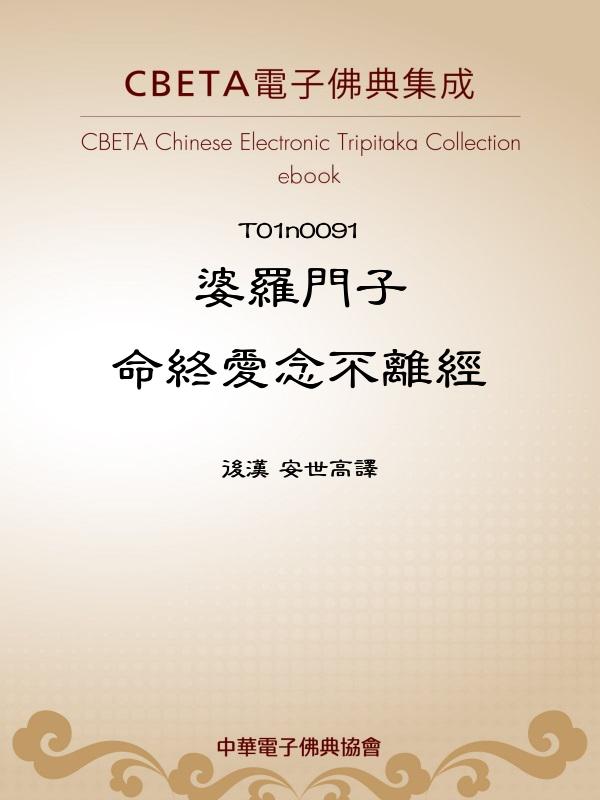 CBETA電子佛典集成
CBETA Chinese Electronic Tripitaka Collection
ebook
T01n0091
婆羅門子
命終愛念不離經
後漢 安世高譯
中華電子佛典協會